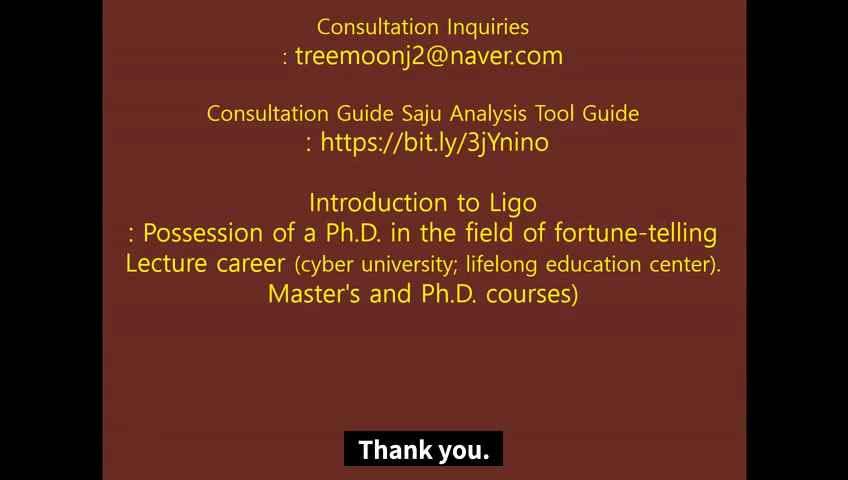 Consultation Inquiries
: treemoonj2@naver.com
Consultation Guide Saju Analysis Tool Guide
: https://bit.ly/3jYnino
Introduction to Ligo
: Possession of a Ph.D. in the field of fortune-telling
Lecture career (cyber university; lifelong education center).
Master's and Ph.D. courses)
Thank you.